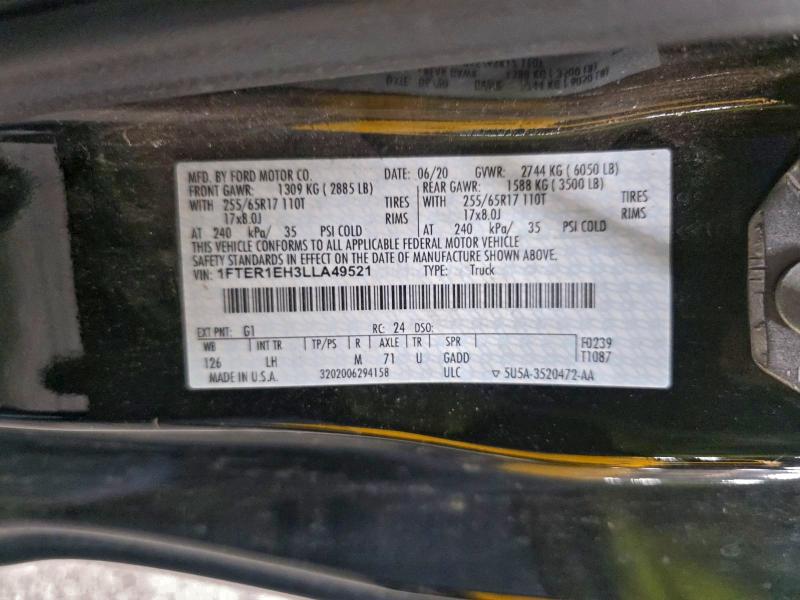 MFD. BY FORD MOTOR CO. DATE: 06/20 GVWR: 2744 KG ( 6050 LB)
FRONT GAWR: 1309 KG ( 2885 LB) REAR GAWR: 1588 KG ( 3500 LB)
WITH 255/65R17 110T TIRES WITH 255/65R17 110T TIRES
17x8.0J RIMS 17x8.0J RIMS
AT 240 kPa/ 35 PSI COLD AT 240 kPa/ 35 PSI COLD
THIS VEHICLE CONFORMS TO ALL APPLICABLE FEDERAL MOTOR VEHICLE
SAFETY STANDARDS IN EFFECT ON THE DATE OF MANUFACTURE SHOWN ABOVE.
VIN: 1FTER1EH3LLA49521 TYPE: Truck
EXT PNT: G1 RC: 24 DSO: F0239
WB INT TR TP/PS R AXLE TR SPR T1087
126 LH M 71 U GADD
MADE IN U.S.A. 3202006294158 ULC ▽ 5U5A-3520472-AA